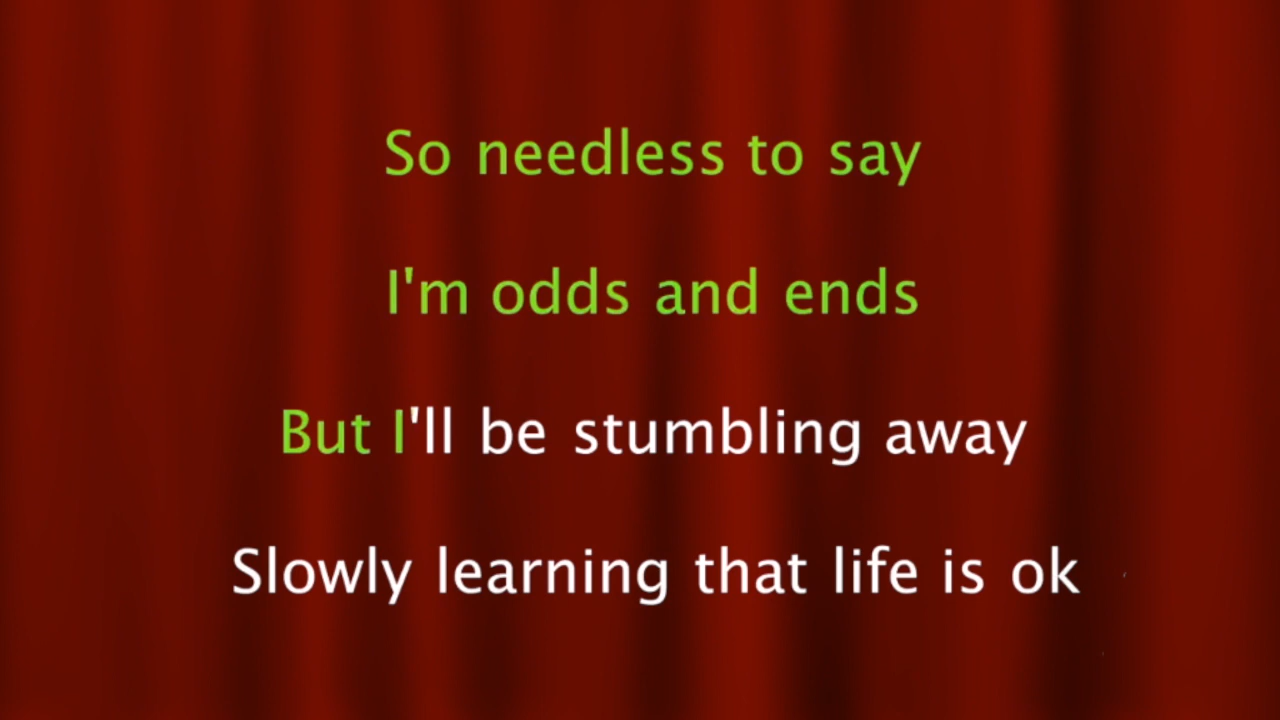 So needless to say
I'm odds and ends
But I'll be stumbling away
Slowly learning that life is ok